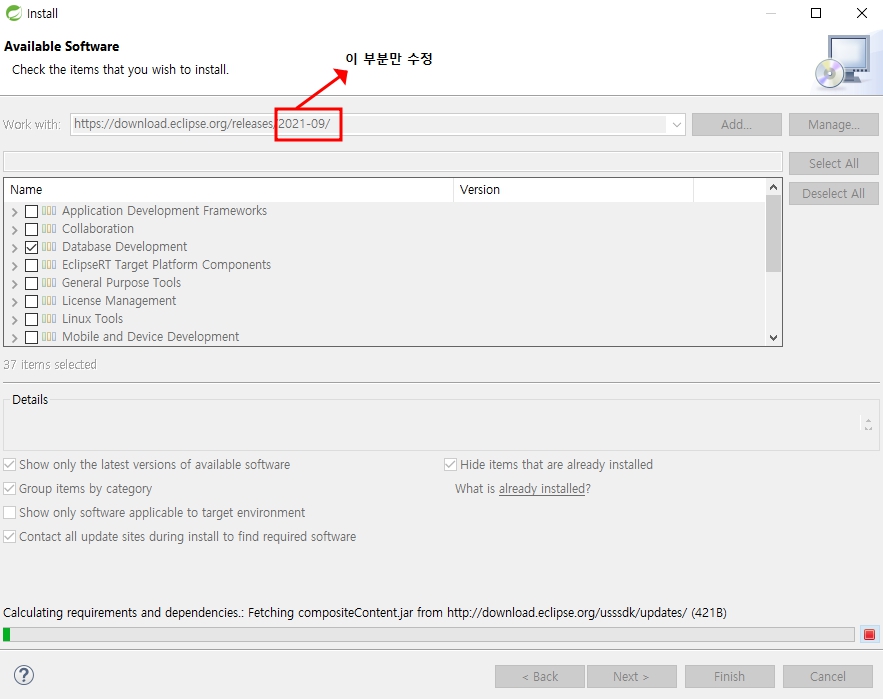 Install
Available Software
Check the items that you wish to install.
이 부분만 수정
Work with: https://download.eclipse.org/releases/2021-09/ Add... Manage...
Select All
Name Version
Deselect All
Application Development Frameworks
Collaboration
Database Development
EclipseRT Target Platform Components
General Purpose Tools
License Management
Linux Tools
Mobile and Device Development
37 items selected
Details
Show only the latest versions of available software Hide items that are already installed
Group items by category What is already installed?
Show only software applicable to target environment
Contact all update sites during install to find required software
Calculating requirements and dependencies.: Fetching compositeContent.jar from http://download.eclipse.org/usssdk/updates/ (421B)
? < Back Next > Finish Cancel